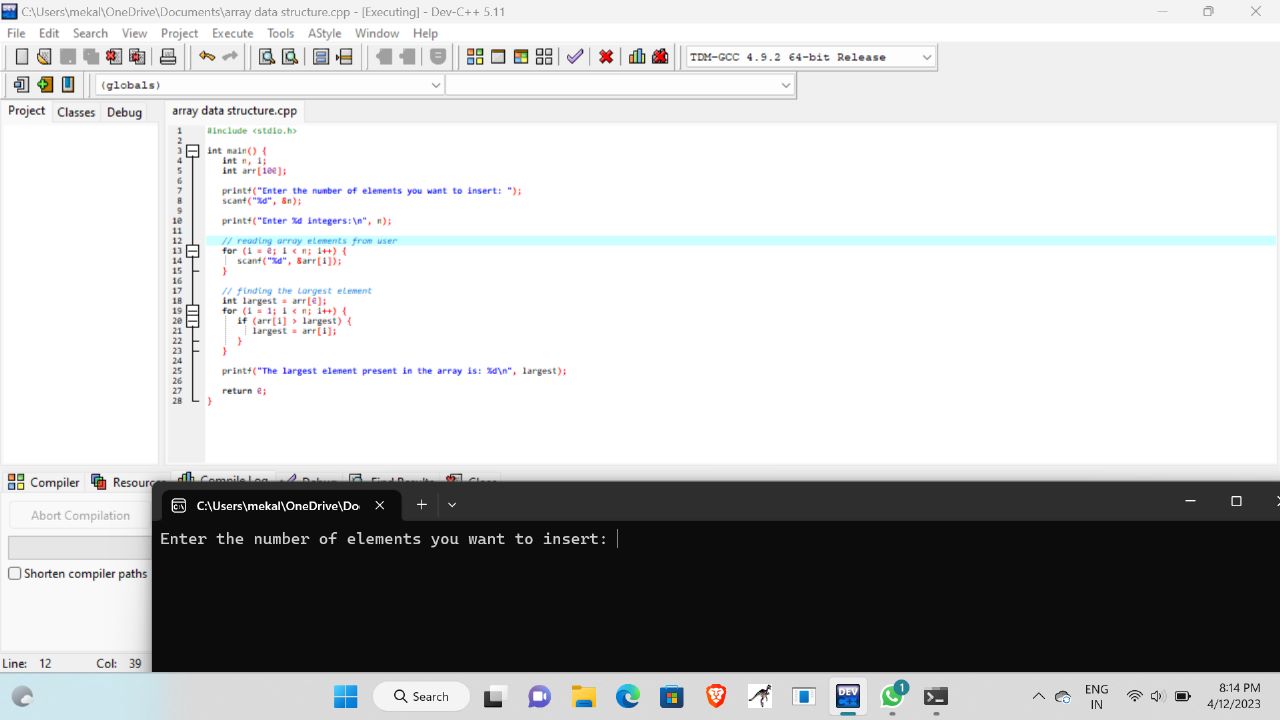 C:\Users\mekal\OneDrive\Documents\array data structure.cpp - [Executing] - Dev-C++ 5.11
File Edit Search View Project Execute Tools AStyle Window Help
TDM-GCC 4.9.2 64-bit Release
(globals)
Project Classes Debug
array data structure.cpp
1 #include <stdio.h>
2
3 int main() {
4 int n, i;
5 int arr[100];
6
7 printf("Enter the number of elements you want to insert: ");
8 scanf("%d", &n);
9
10 printf("Enter %d integers:\n", n);
11
12 // reading array elements from user
13 for (i = 0; i < n; i++) {
14 scanf("%d", &arr[i]);
15 }
16
17 // finding the largest element
18 int largest = arr[0];
19 for (i = 1; i < n; i++) {
20 if (arr[i] > largest) {
21 largest = arr[i];
22 }
23 }
24
25 printf("The largest element present in the array is: %d\n", largest);
26
27 return 0;
28 }
Compiler Resources Compile Log Debug Find Results Close
Abort Compilation
Shorten compiler paths
C:\Users\mekal\OneDrive\Do
Enter the number of elements you want to insert:
Line: 12 Col: 39
Search
DEV
1
ENG
IN
8:14 PM
4/12/2023